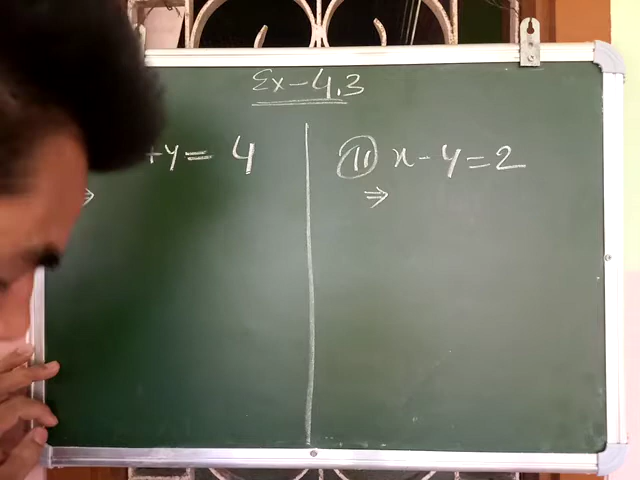 Ex-4.3
+y= 4
(ii) x-y=2
⇒
⇒